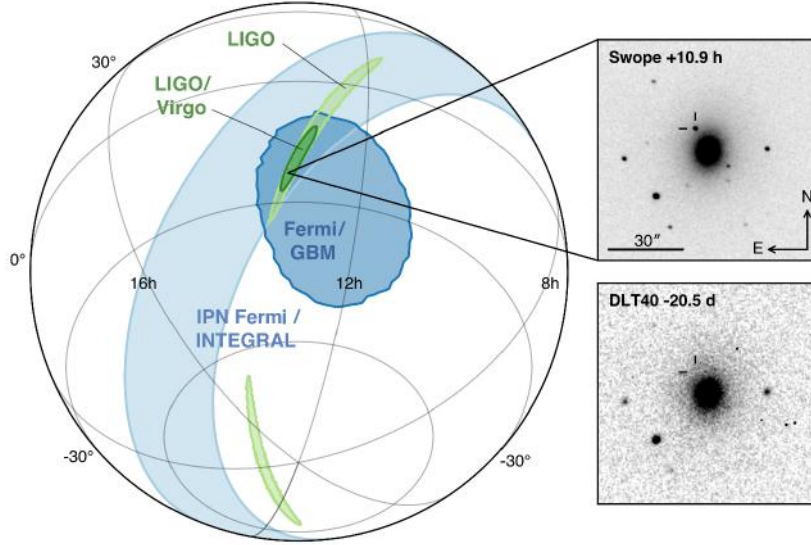 LIGO
30°
LIGO/
Virgo
Fermi/
GBM
0°
16h
12h
8h
IPN Fermi /
INTEGRAL
-30°
-30°
Swope +10.9 h
N
30"
E
DLT40 -20.5 d